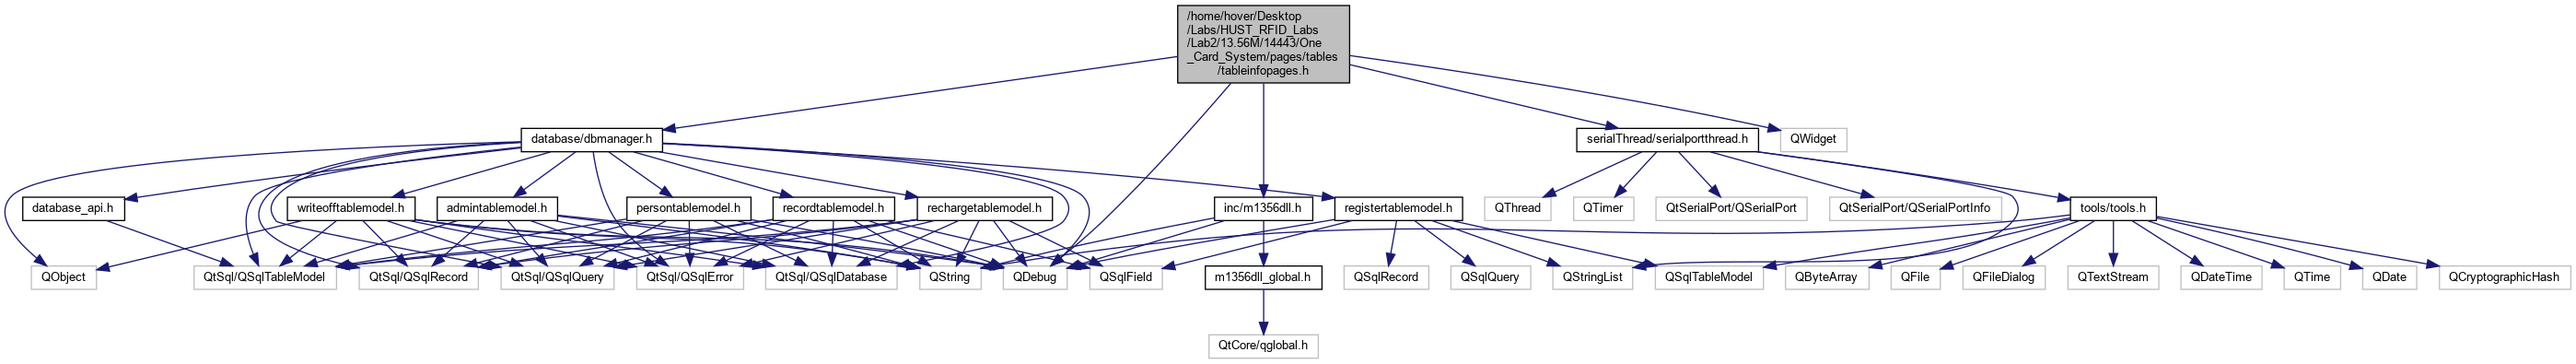 /home/hover/Desktop
/Labs/HUST_RFID_Labs
/Lab2/13.56M/14443/One
_Card_System/pages/tables
/tableinfopages.h
database/dbmanager.h
serialThread/serialportthread.h
QWidget
database_api.h
writeofftablemodel.h
admintablemodel.h
persontablemodel.h
recordtablemodel.h
rechargetablemodel.h
inc/m1356dll.h
registertablemodel.h
QThread
QTimer
QtSerialPort/QSerialPort
QtSerialPort/QSerialPortInfo
tools/tools.h
QObject
QtSql/QSqlTableModel
QtSql/QSqlRecord
QtSql/QSqlQuery
QtSql/QSqlError
QtSql/QSqlDatabase
QString
QDebug
QSqlField
m1356dll_global.h
QSqlRecord
QSqlQuery
QStringList
QSqlTableModel
QByteArray
QFile
QFileDialog
QTextStream
QDateTime
QTime
QDate
QCryptographicHash
QtCore/qglobal.h